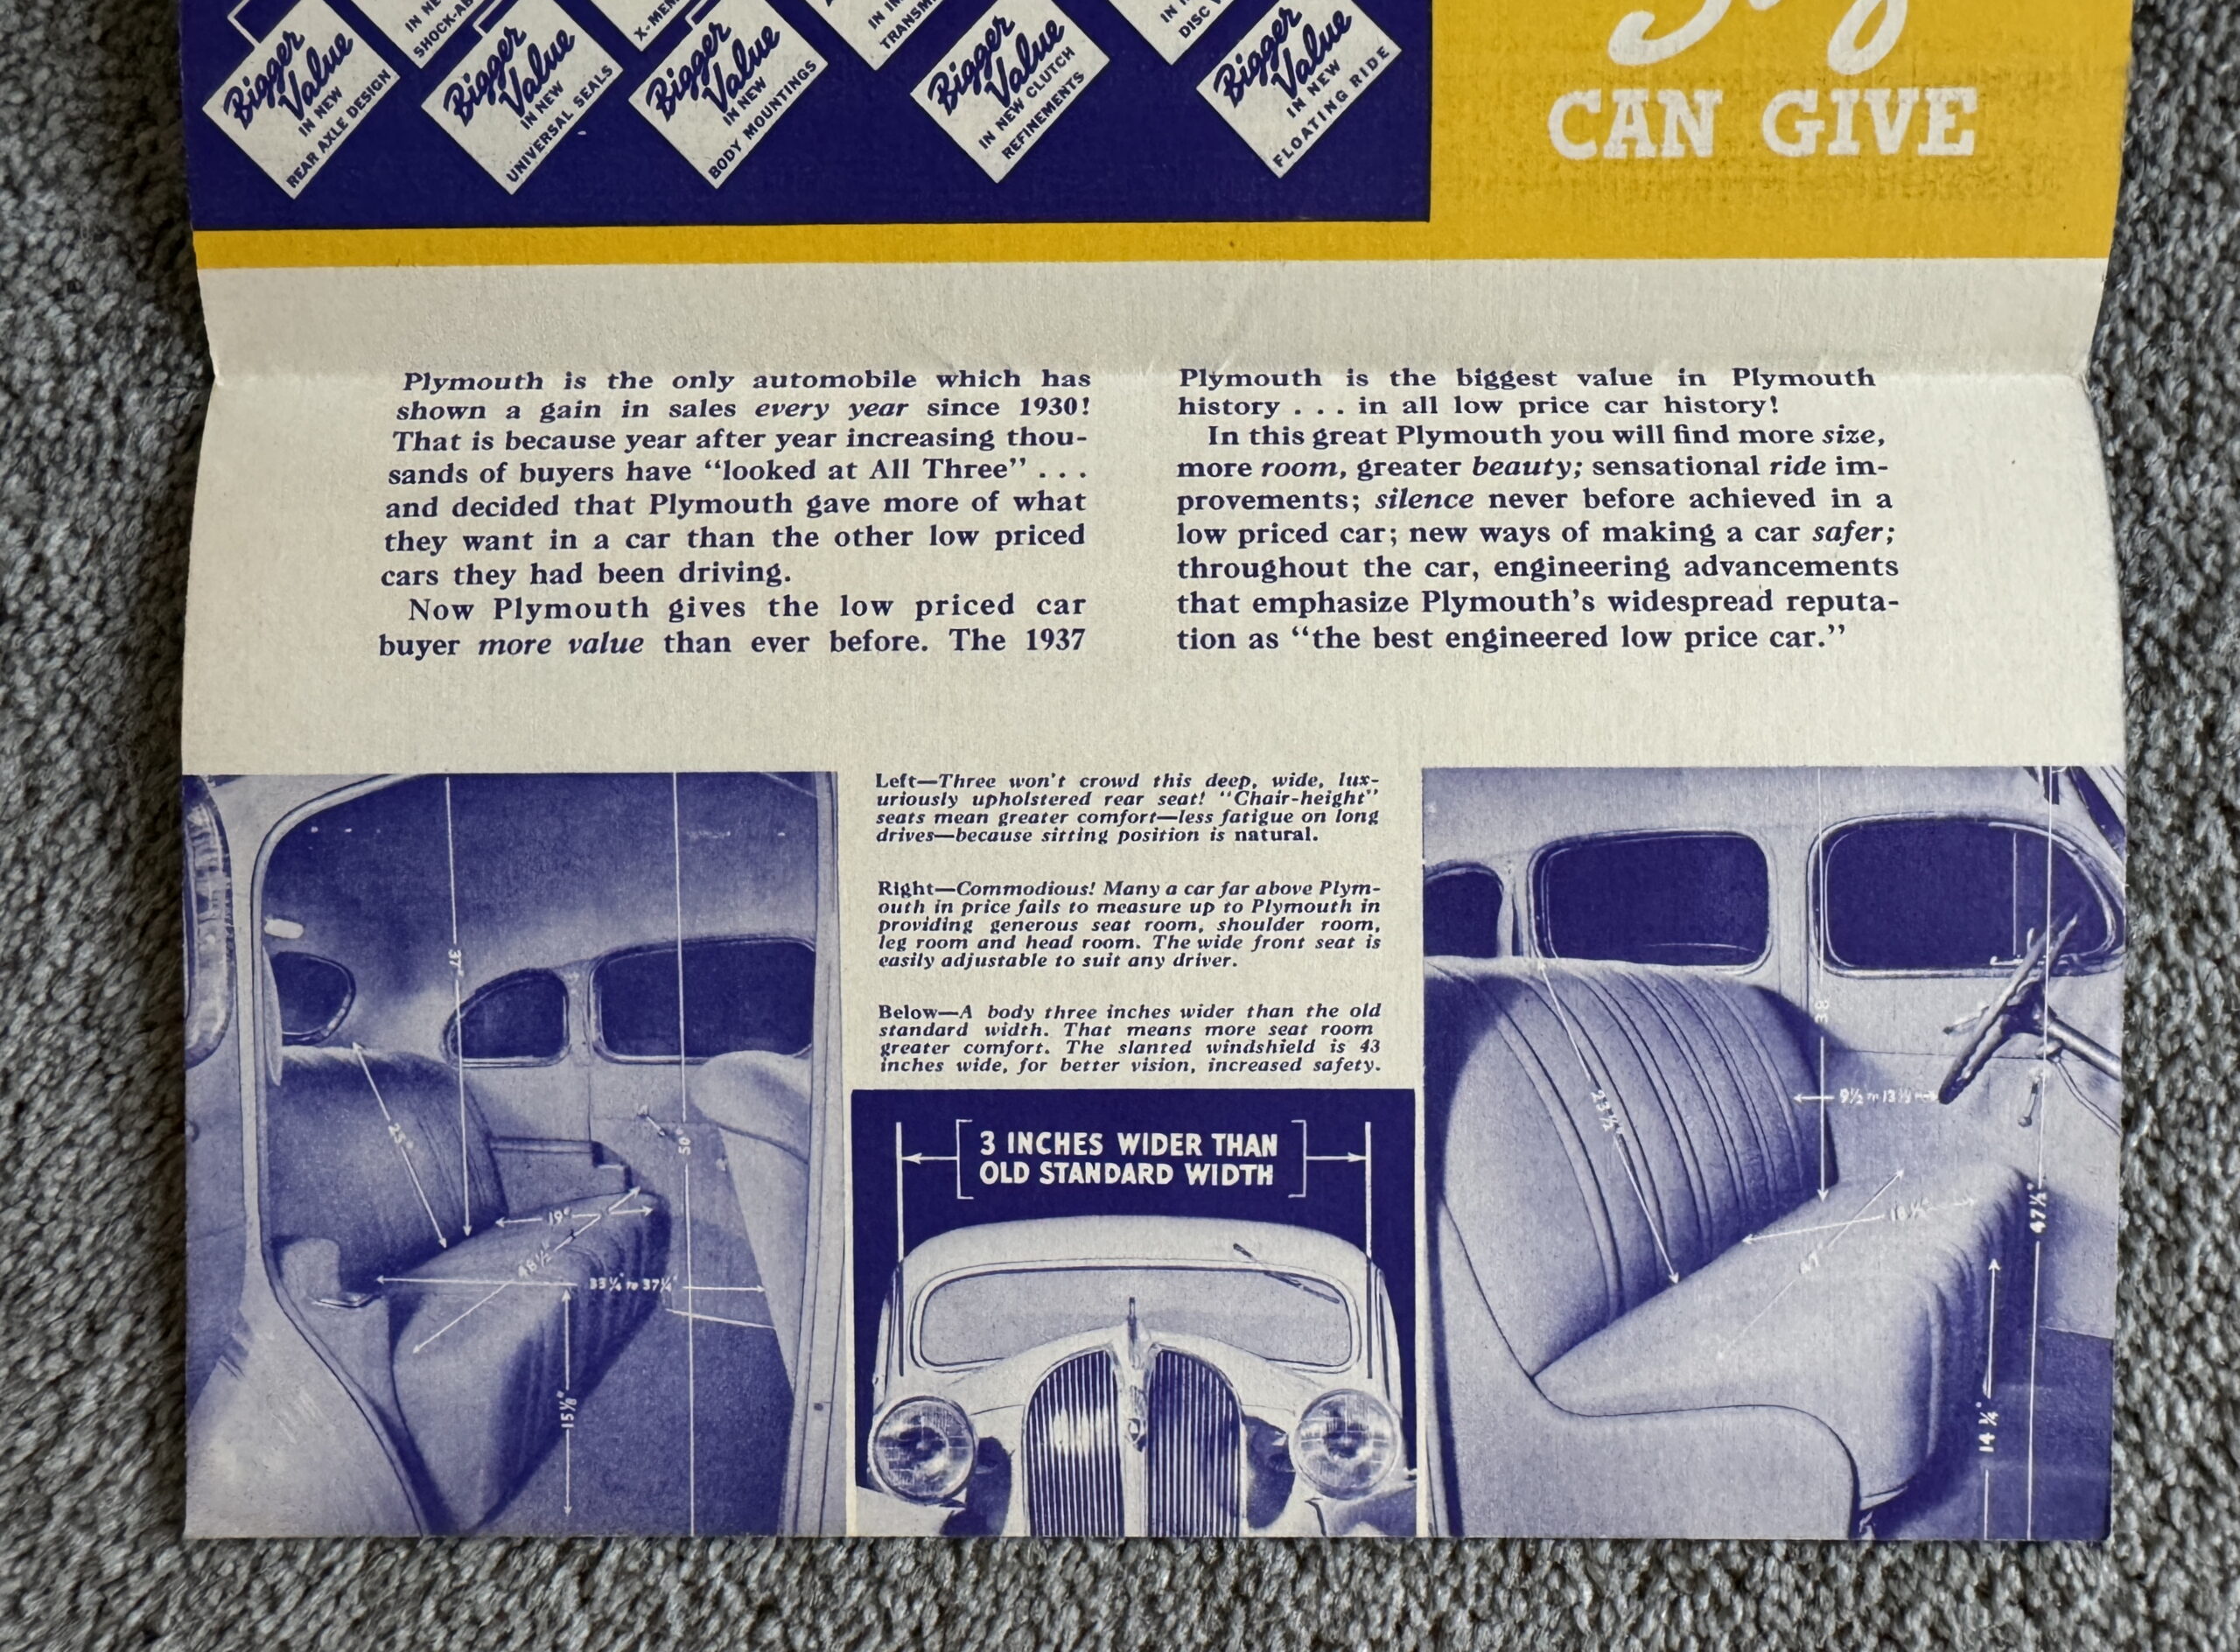 Bigger
Value
IN NEW
REAR AXLE DESIGN
IN NE
SHOCK-AB
Bigger
Value
IN NEW
UNIVERSAL SEALS
X-MEM
Bigger
Value
IN NEW
BODY MOUNTINGS
IN IM
TRANSM
Bigger
Value
IN NEW CLUTCH
REFINEMENTS
IN
DISC
Bigger
Value
IN NEW
FLOATING RIDE
CAN GIVE
Plymouth is the only automobile which has
shown a gain in sales every year since 1930!
That is because year after year increasing thou-
sands of buyers have “looked at All Three” . . .
and decided that Plymouth gave more of what
they want in a car than the other low priced
cars they had been driving.
Now Plymouth gives the low priced car
buyer more value than ever before. The 1937
Plymouth is the biggest value in Plymouth
history . . . in all low price car history!
In this great Plymouth you will find more size,
more room, greater beauty; sensational ride im-
provements; silence never before achieved in a
low priced car; new ways of making a car safer;
throughout the car, engineering advancements
that emphasize Plymouth’s widespread reputa-
tion as “the best engineered low price car.”
Left—Three won’t crowd this deep, wide, lux-
uriously upholstered rear seat! “Chair-height”
seats mean greater comfort—less fatigue on long
drives—because sitting position is natural.
Right—Commodious! Many a car far above Plym-
outh in price fails to measure up to Plymouth in
providing generous seat room, shoulder room,
leg room and head room. The wide front seat is
easily adjustable to suit any driver.
Below—A body three inches wider than the old
standard width. That means more seat room
greater comfort. The slanted windshield is 43
inches wide, for better vision, increased safety.
3 INCHES WIDER THAN
OLD STANDARD WIDTH
37"
25"
50"
19"
48½"
33¼ to 37¼"
15⅛"
38
23½"
47½"
47"
14¾"